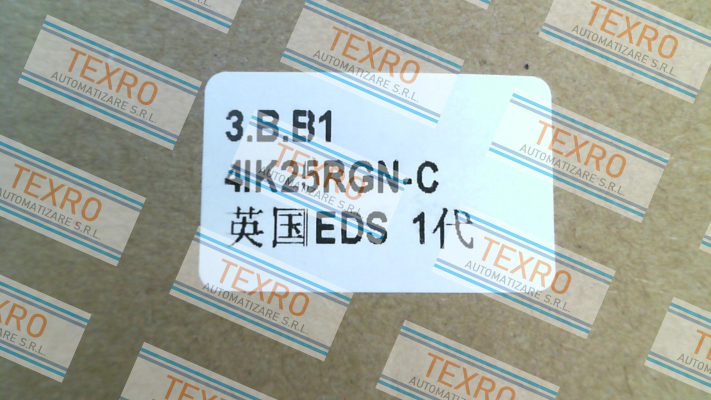 3.B.B1
4IK25RGN-C
英国EDS 1代
TEXRO
AUTOMATIZARE S.R.L.